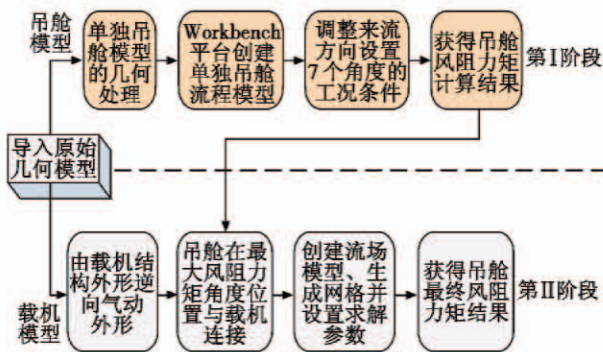 吊舱
模型
单独吊
舱模型
的几何
处理
Workbench
平台创建
单独吊舱
流程模型
调整来流
方向设置
7个角度的
工况条件
获得吊舱
风阻力矩
计算结果
第Ⅰ阶段
导入原始
几何模型
载机
模型
由载机结
构外形逆
向气动
外形
吊舱在最
大风阻力
矩角度位
置与载机
连接
创建流场
模型、生
成网格并
设置求解
参数
获得吊舱
最终风阻
力矩结果
第Ⅱ阶段